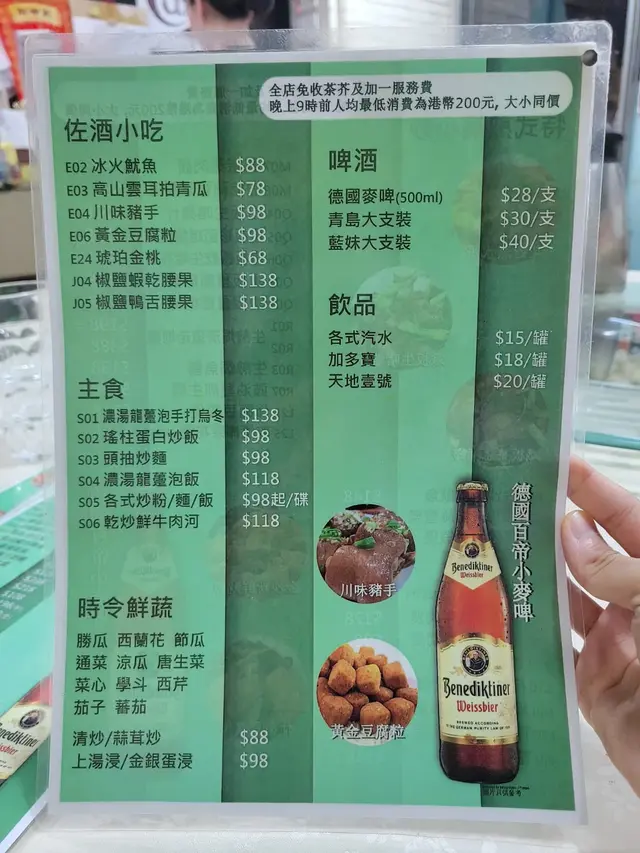 全店免收茶芥及加一服務費
晚上9時前人均最低消費為港幣200元, 大小同價
佐酒小吃
E02 冰火魷魚 $88
E03 高山雲耳拍青瓜 $78
E04 川味豬手 $98
E06 黃金豆腐粒 $98
E24 琥珀金桃 $68
J04 椒鹽蝦乾腰果 $138
J05 椒鹽鴨舌腰果 $138
主食
S01 濃湯龍躉泡手打烏冬 $138
S02 瑤柱蛋白炒飯 $98
S03 頭抽炒麵 $98
S04 濃湯龍躉泡飯 $118
S05 各式炒粉/麵/飯 $98起/碟
S06 乾炒鮮牛肉河 $118
時令鮮蔬
勝瓜 西蘭花 節瓜
通菜 涼瓜 唐生菜
菜心 學斗 西芹
茄子 蕃茄
清炒/蒜茸炒 $88
上湯浸/金銀蛋浸 $98
啤酒
德國麥啤(500ml) $28/支
青島大支裝 $30/支
藍妹大支裝 $40/支
飲品
各式汽水 $15/罐
加多寶 $18/罐
天地壹號 $20/罐
川味豬手
黃金豆腐粒
德國百帝小麥啤
Benediktiner
Weissbier
Benediktiner
Weissbier
圖片只供參考